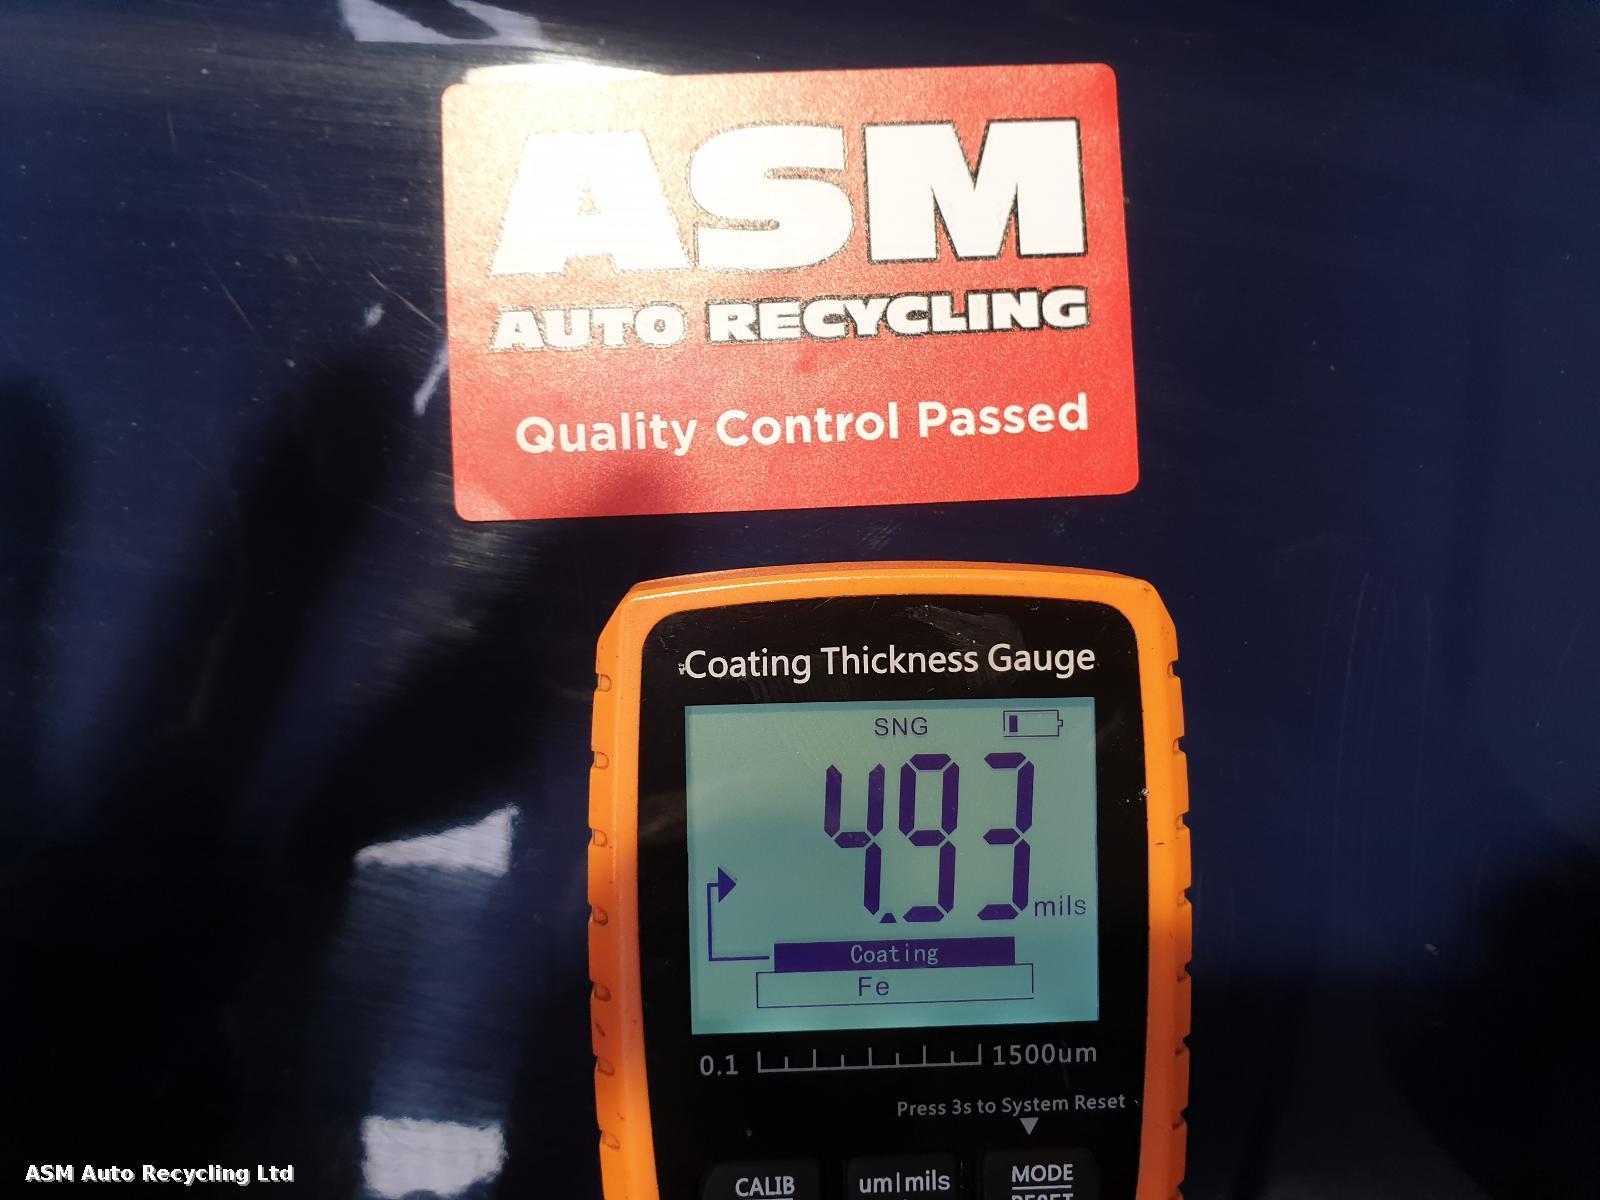 ASM
AUTO RECYCLING
Quality Control Passed
Coating Thickness Gauge
SNG
4.93 mils
Coating
Fe
0.1 1500um
Press 3s to System Reset
CALIB um|mils MODE
RESET
ASM Auto Recycling Ltd